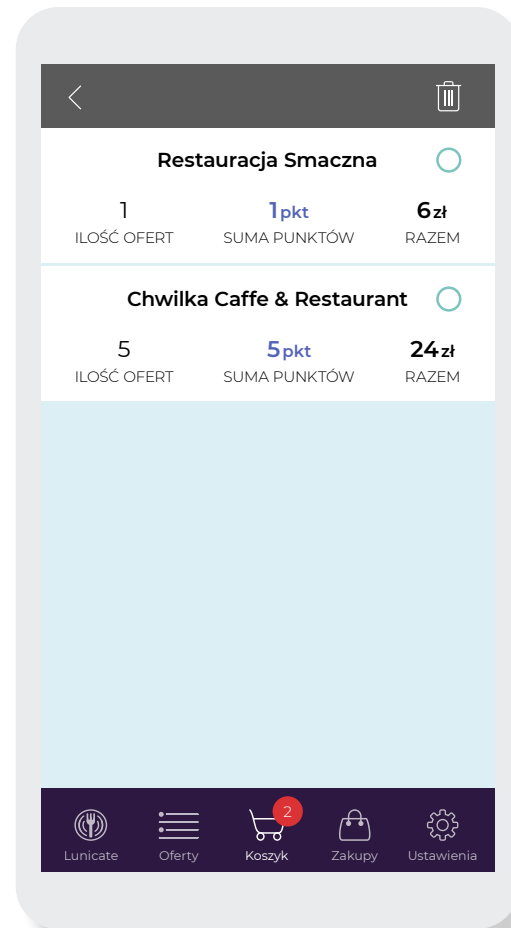 Restauracja Smaczna
1 1pkt 6zł
ILOŚĆ OFERT SUMA PUNKTÓW RAZEM
Chwilka Caffe & Restaurant
5 5pkt 24zł
ILOŚĆ OFERT SUMA PUNKTÓW RAZEM
2
Lunicate Oferty Koszyk Zakupy Ustawienia